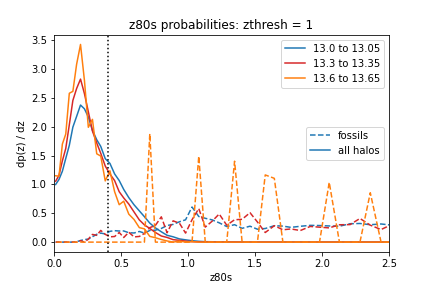 z80s probabilities: zthresh = 1
3.5
3.0
2.5
2.0
1.5
1.0
0.5
0.0
dp(z) / dz
13.0 to 13.05
13.3 to 13.35
13.6 to 13.65
fossils
all halos
0.0 0.5 1.0 1.5 2.0 2.5
z80s